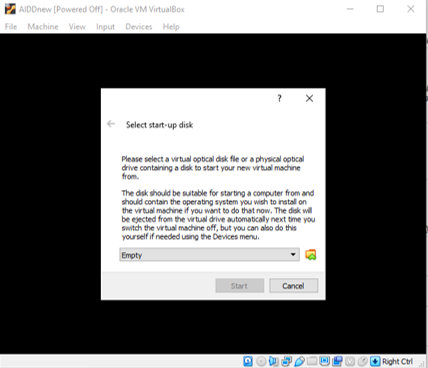 AIDDnew [Powered Off] - Oracle VM VirtualBox
File Machine View Input Devices Help
?
Select start-up disk
Please select a virtual optical disk file or a physical optical
drive containing a disk to start your new virtual machine
from.
The disk should be suitable for starting a computer from and
should contain the operating system you wish to install on
the virtual machine if you want to do that now. The disk will
be ejected from the virtual drive automatically next time you
switch the virtual machine off, but you can also do this
yourself if needed using the Devices menu.
Empty
Start Cancel
Right Ctrl